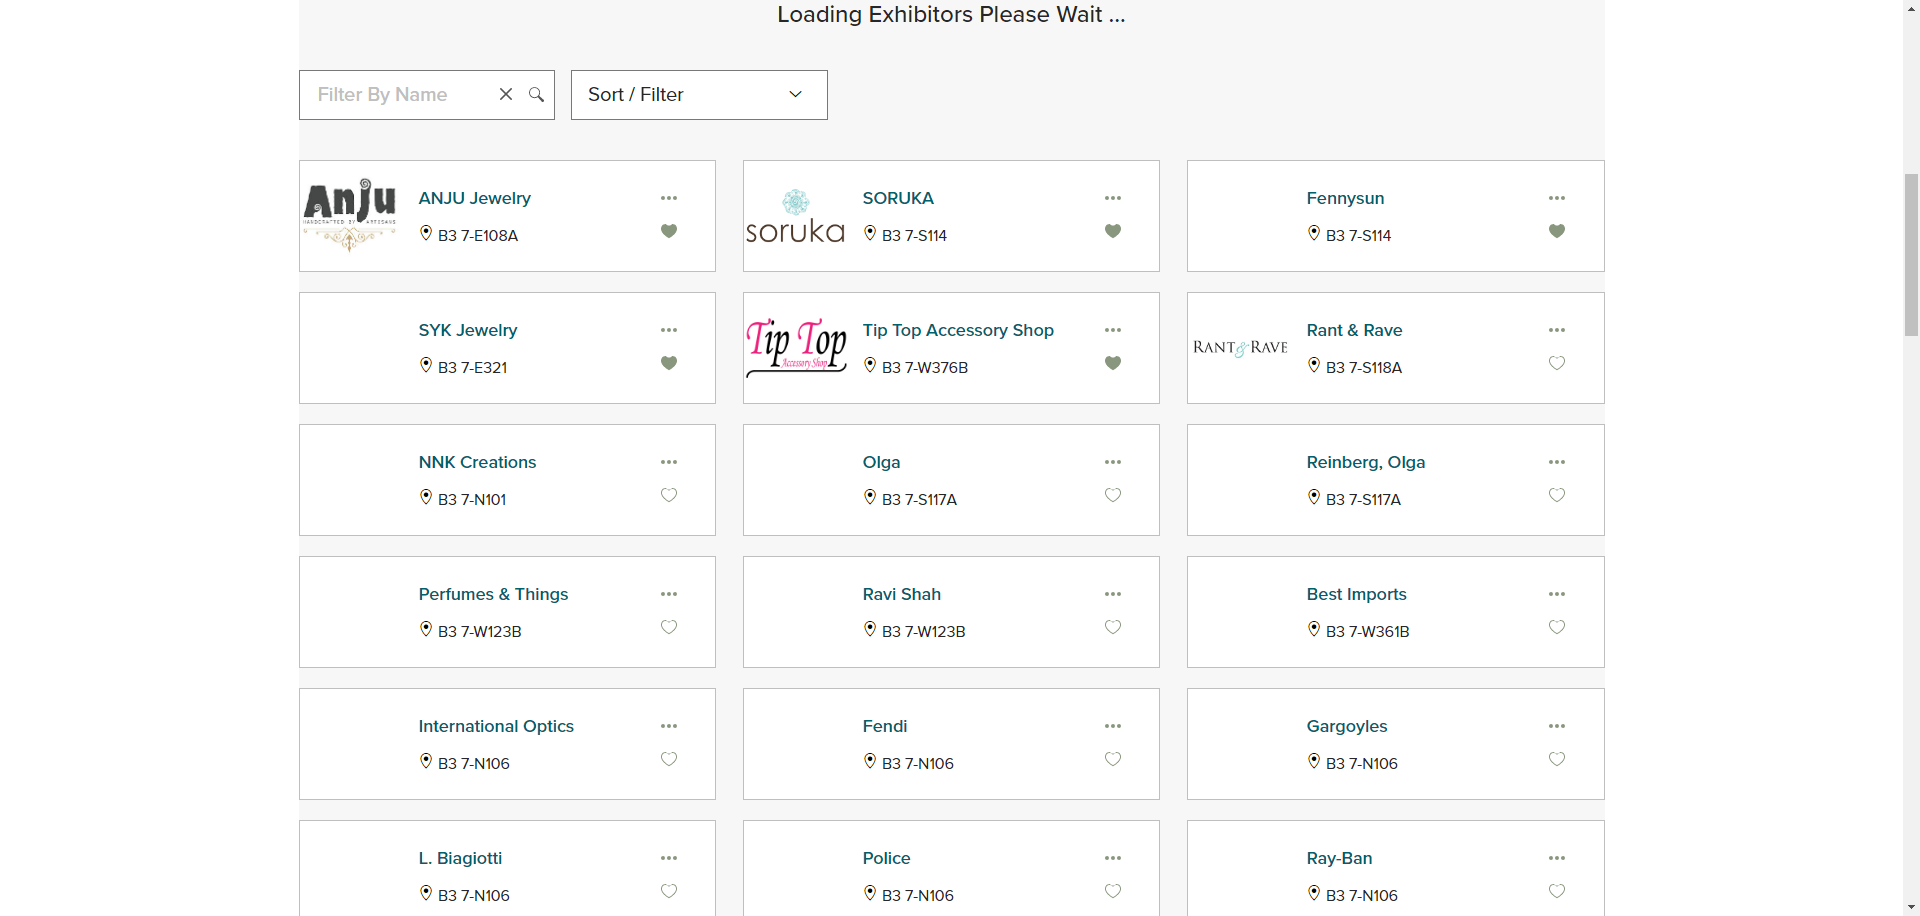 Loading Exhibitors Please Wait ...
Filter By Name
Sort / Filter
Anju
HANDCRAFTED BY ARTISANS
ANJU Jewelry
B3 7-E108A
soruka
SORUKA
B3 7-S114
Fennysun
B3 7-S114
SYK Jewelry
B3 7-E321
Tip Top
Accessory Shop
Tip Top Accessory Shop
B3 7-W376B
RANT & RAVE
Rant & Rave
B3 7-S118A
NNK Creations
B3 7-N101
Olga
B3 7-S117A
Reinberg, Olga
B3 7-S117A
Perfumes & Things
B3 7-W123B
Ravi Shah
B3 7-W123B
Best Imports
B3 7-W361B
International Optics
B3 7-N106
Fendi
B3 7-N106
Gargoyles
B3 7-N106
L. Biagiotti
B3 7-N106
Police
B3 7-N106
Ray-Ban
B3 7-N106